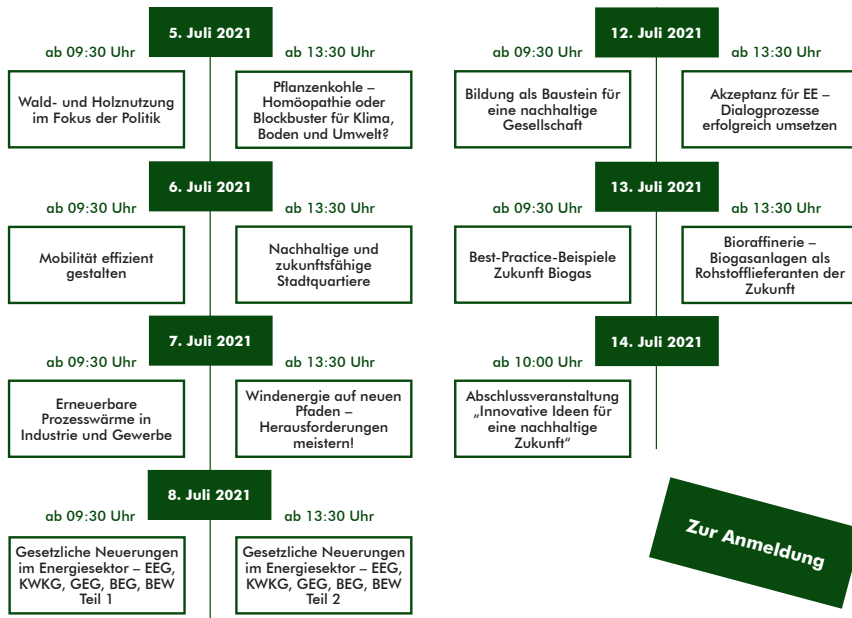 5. Juli 2021
ab 09:30 Uhr
Wald- und Holznutzung
im Fokus der Politik
ab 13:30 Uhr
Pflanzenkohle –
Homöopathie oder
Blockbuster für Klima,
Boden und Umwelt?
6. Juli 2021
ab 09:30 Uhr
Mobilität effizient
gestalten
ab 13:30 Uhr
Nachhaltige und
zukunftsfähige
Stadtquartiere
7. Juli 2021
ab 09:30 Uhr
Erneuerbare
Prozesswärme in
Industrie und Gewerbe
ab 13:30 Uhr
Windenergie auf neuen
Pfaden –
Herausforderungen
meistern!
8. Juli 2021
ab 09:30 Uhr
Gesetzliche Neuerungen
im Energiesektor – EEG,
KWKG, GEG, BEG, BEW
Teil 1
ab 13:30 Uhr
Gesetzliche Neuerungen
im Energiesektor – EEG,
KWKG, GEG, BEG, BEW
Teil 2
12. Juli 2021
ab 09:30 Uhr
Bildung als Baustein für
eine nachhaltige
Gesellschaft
ab 13:30 Uhr
Akzeptanz für EE –
Dialogprozesse
erfolgreich umsetzen
13. Juli 2021
ab 09:30 Uhr
Best-Practice-Beispiele
Zukunft Biogas
ab 13:30 Uhr
Bioraffinerie –
Biogasanlagen als
Rohstofflieferanten der
Zukunft
14. Juli 2021
ab 10:00 Uhr
Abschlussveranstaltung
„Innovative Ideen für
eine nachhaltige
Zukunft“
Zur Anmeldung